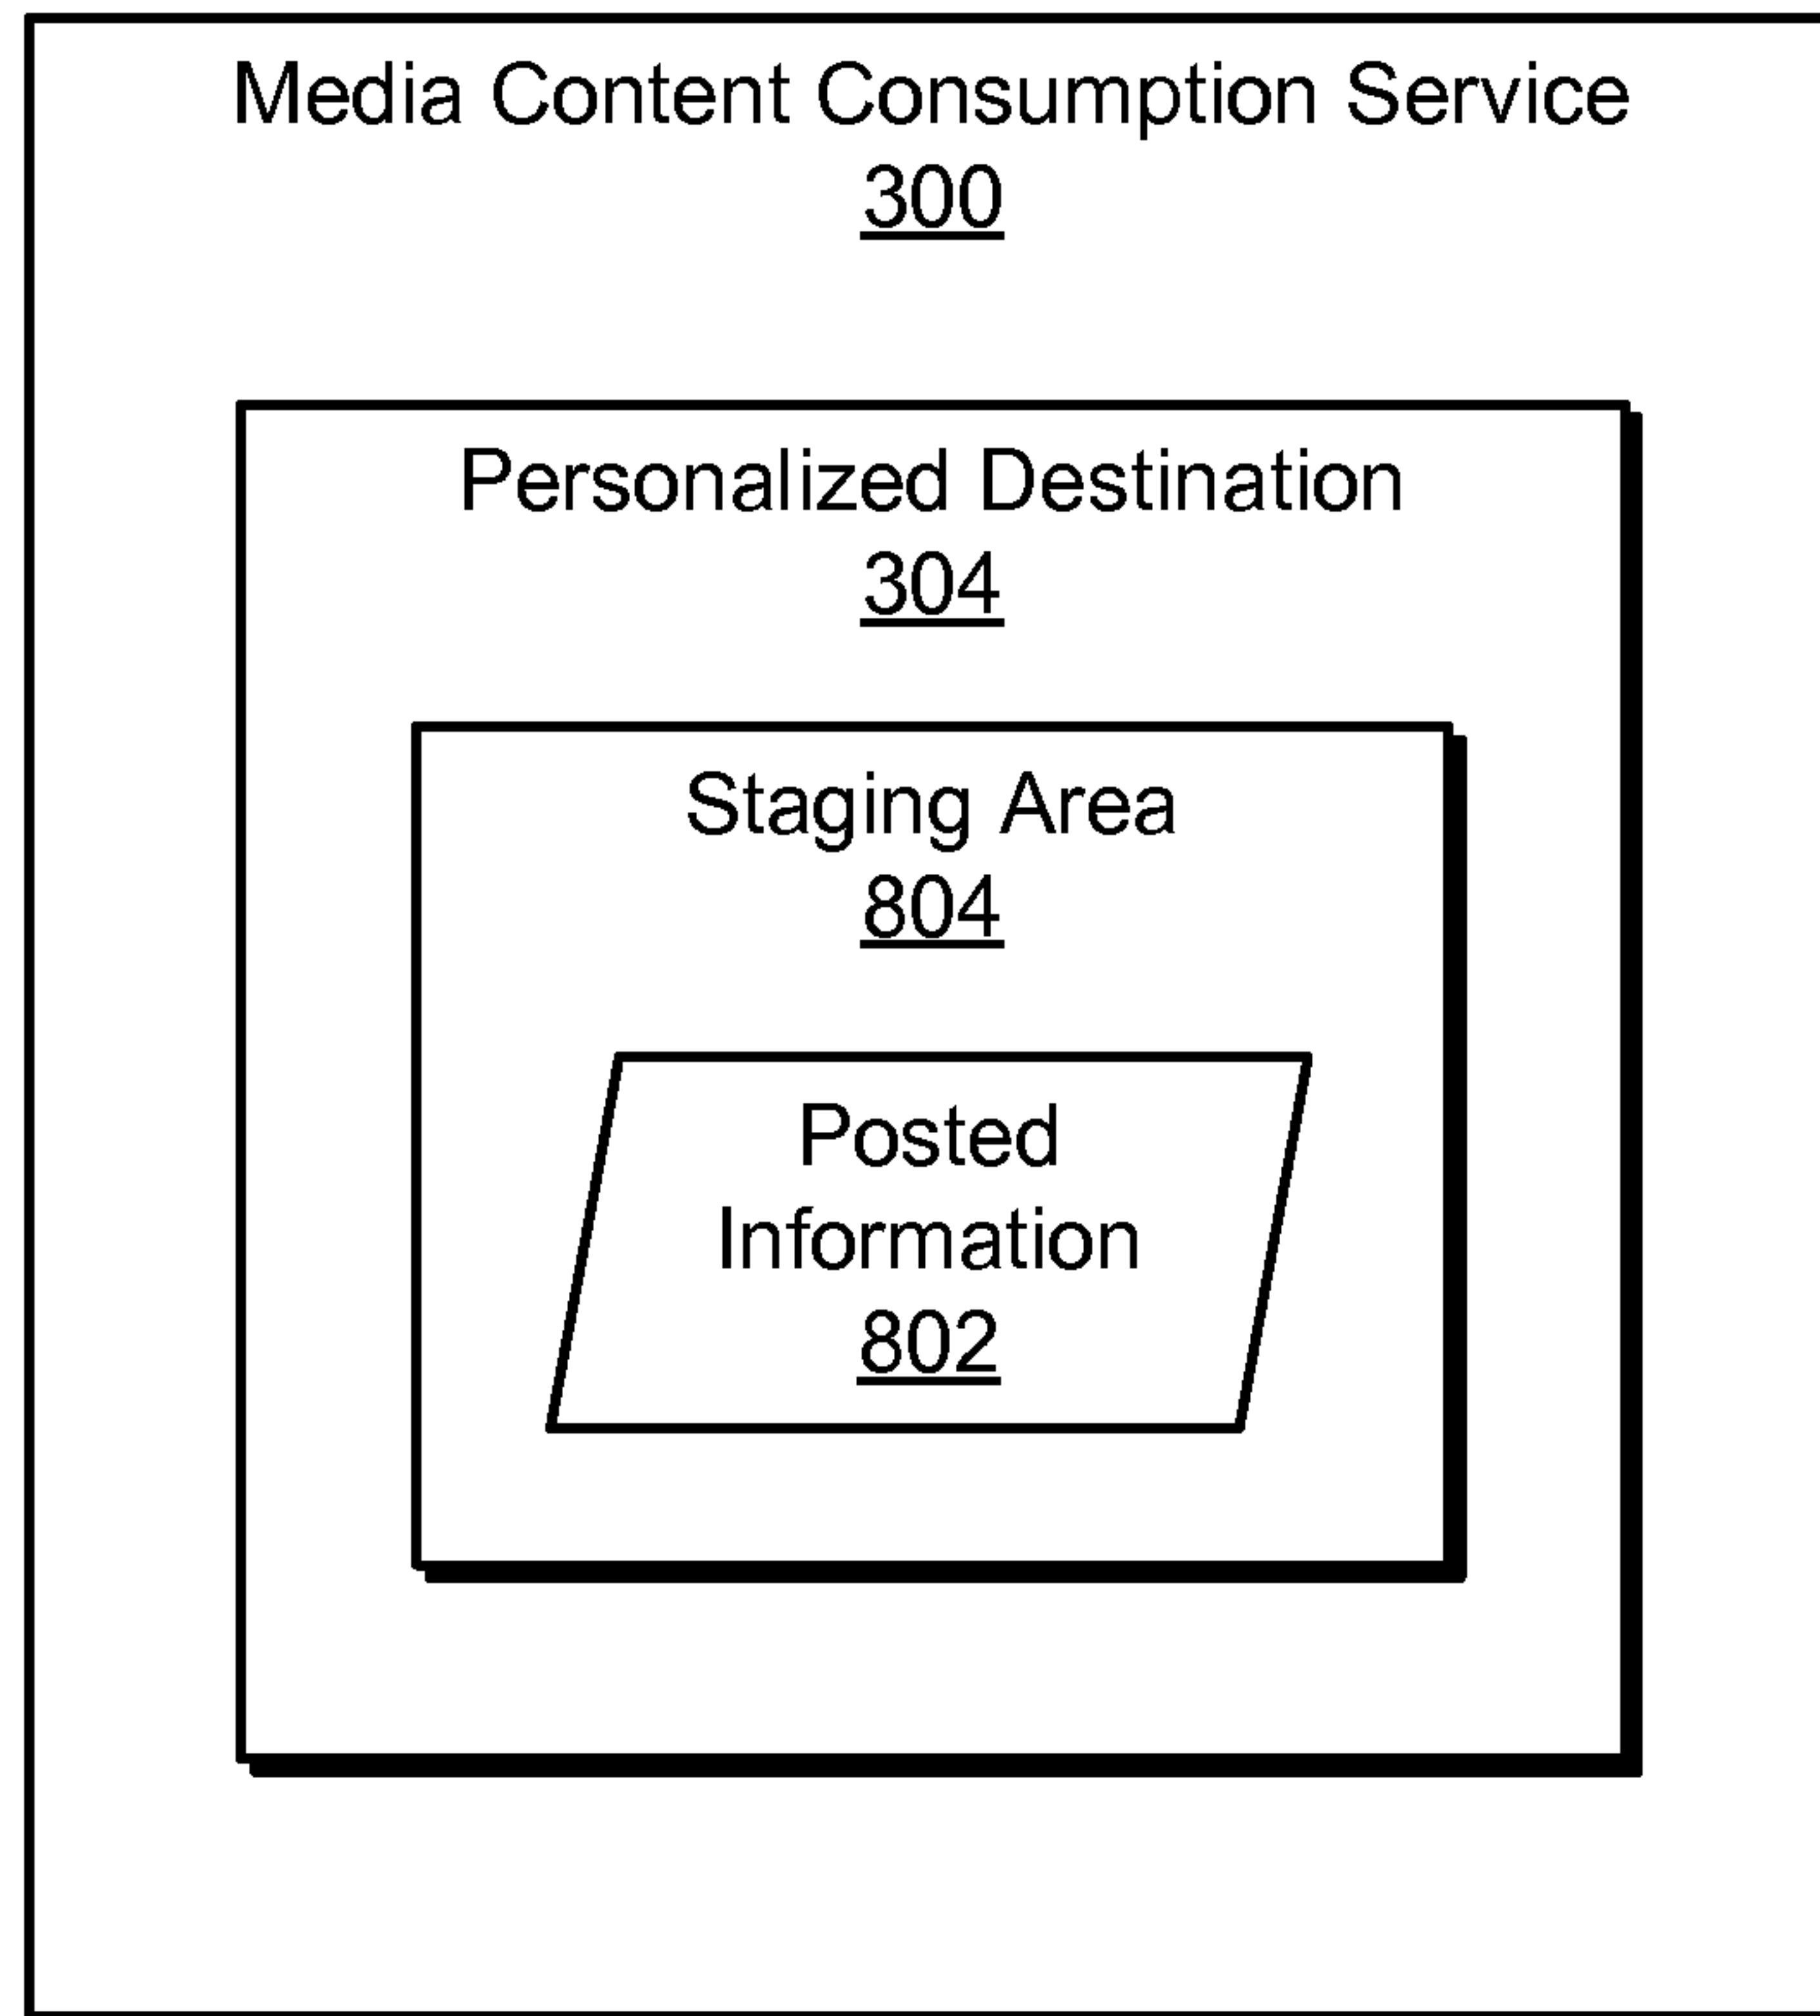 Media Content Consumption Service
300
Personalized Destination
304
Staging Area
804
Posted
Information
802